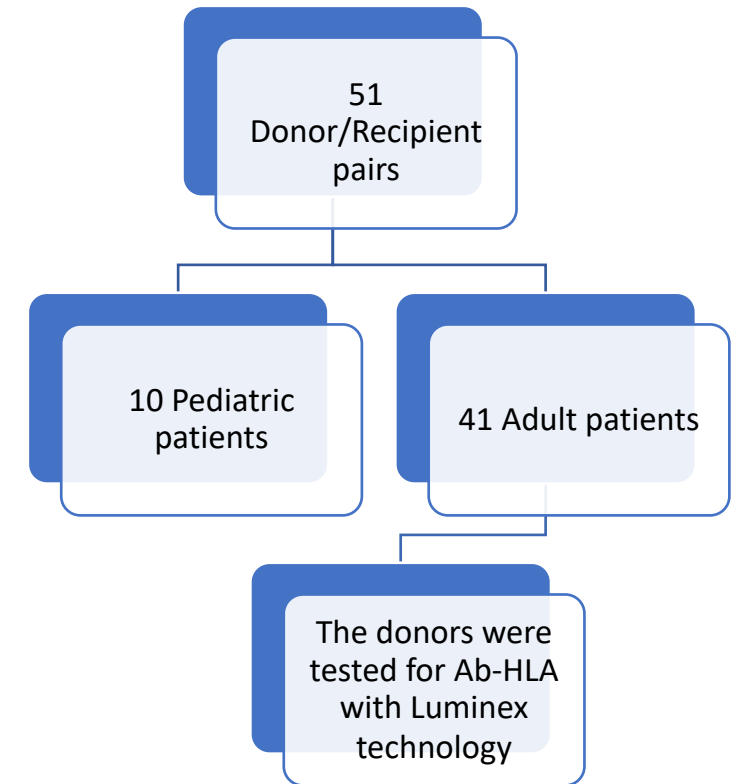 51
Donor/Recipient
pairs
10 Pediatric
patients
41 Adult patients
The donors were
tested for Ab-HLA
with Luminex
technology